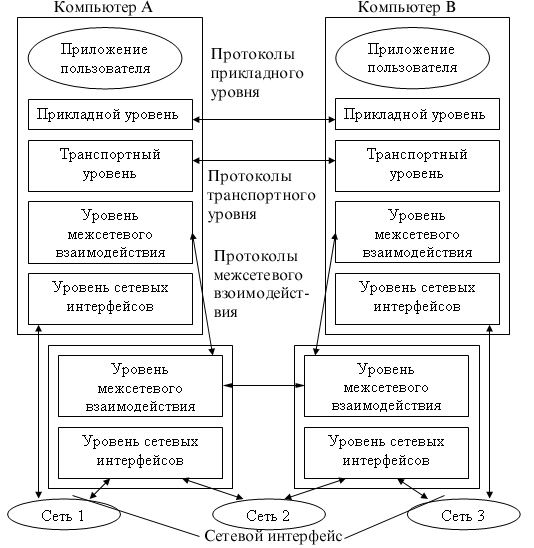 Компьютер А
Компьютер В
Приложение
пользователя
Прикладной уровень
Транспортный
уровень
Уровень
межсетевого
взаимодействия
Уровень сетевых
интерфейсов
Протоколы
прикладного
уровня
Протоколы
транспортного
уровня
Протоколы
межсетевого
взоимодейст-
вия
Приложение
пользователя
Прикладной уровень
Транспортный
уровень
Уровень
межсетевого
взаимодействия
Уровень сетевых
интерфейсов
Уровень
межсетевого
взаимодействия
Уровень сетевых
интерфейсов
Уровень
межсетевого
взаимодействия
Уровень сетевых
интерфейсов
Сеть 1
Сеть 2
Сеть 3
Сетевой интерфейс